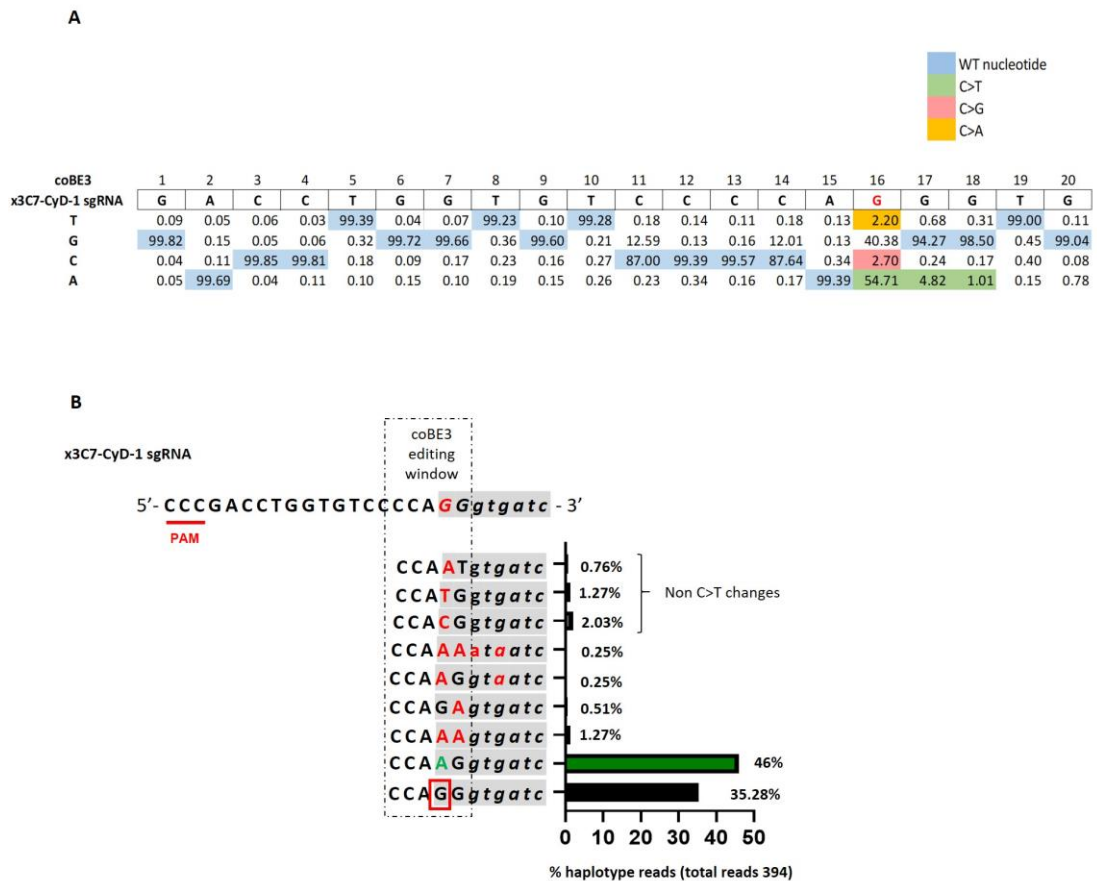 A
WT nucleotide
C>T
C>G
C>A
coBE3 1 2 3 4 5 6 7 8 9 10 11 12 13 14 15 16 17 18 19 20
x3C7-CyD-1 sgRNA G A C C T G G T G T C C C C A G G G T G
T 0.09 0.05 0.06 0.03 99.39 0.04 0.07 99.23 0.10 99.28 0.18 0.14 0.11 0.18 0.13 2.20 0.68 0.31 99.00 0.11
G 99.82 0.15 0.05 0.06 0.32 99.72 99.66 0.36 99.60 0.21 12.59 0.13 0.16 12.01 0.13 40.38 94.27 98.50 0.45 99.04
C 0.04 0.11 99.85 99.81 0.18 0.09 0.17 0.23 0.16 0.27 87.00 99.39 99.57 87.64 0.34 2.70 0.24 0.17 0.40 0.08
A 0.05 99.69 0.04 0.11 0.10 0.15 0.10 0.19 0.15 0.26 0.23 0.34 0.16 0.17 99.39 54.71 4.82 1.01 0.15 0.78
B
coBE3
editing
window
x3C7-CyD-1 sgRNA
5′- CCCGACCTGGTGTCCCCAGGgtgatc - 3′
PAM
CCAATgtgatc 0.76%
CCATGgtgatc 1.27%
CCACGgtgatc 2.03%
Non C>T changes
CCAAAataatc 0.25%
CCAAGgtaatc 0.25%
CCAGAgtgatc 0.51%
CCAAAgtgatc 1.27%
CCAAGgtgatc 46%
CCAGGgtgatc 35.28%
0 10 20 30 40 50
% haplotype reads (total reads 394)